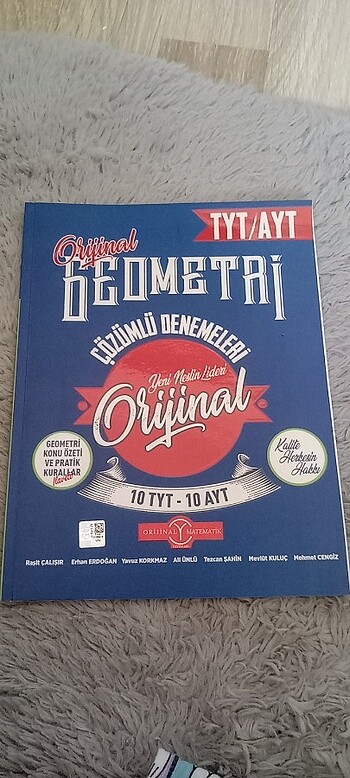 TYT/AYT
Orijinal
GEOMETRİ
ÇÖZÜMLÜ DENEMELERİ
Yeni Neslin Lideri
Orijinal
GEOMETRİ
KONU ÖZETİ
VE PRATİK
KURALLAR
İlaveli
Kalite
Herkesin
Hakkı
10 TYT - 10 AYT
ORİJİNAL MATEMATİK
Raşit ÇALIŞIR Erhan ERDOĞAN Yavuz KORKMAZ Ali ÜNLÜ Tezcan ŞAHİN Mevlüt KULUÇ Mehmet CENGİZ